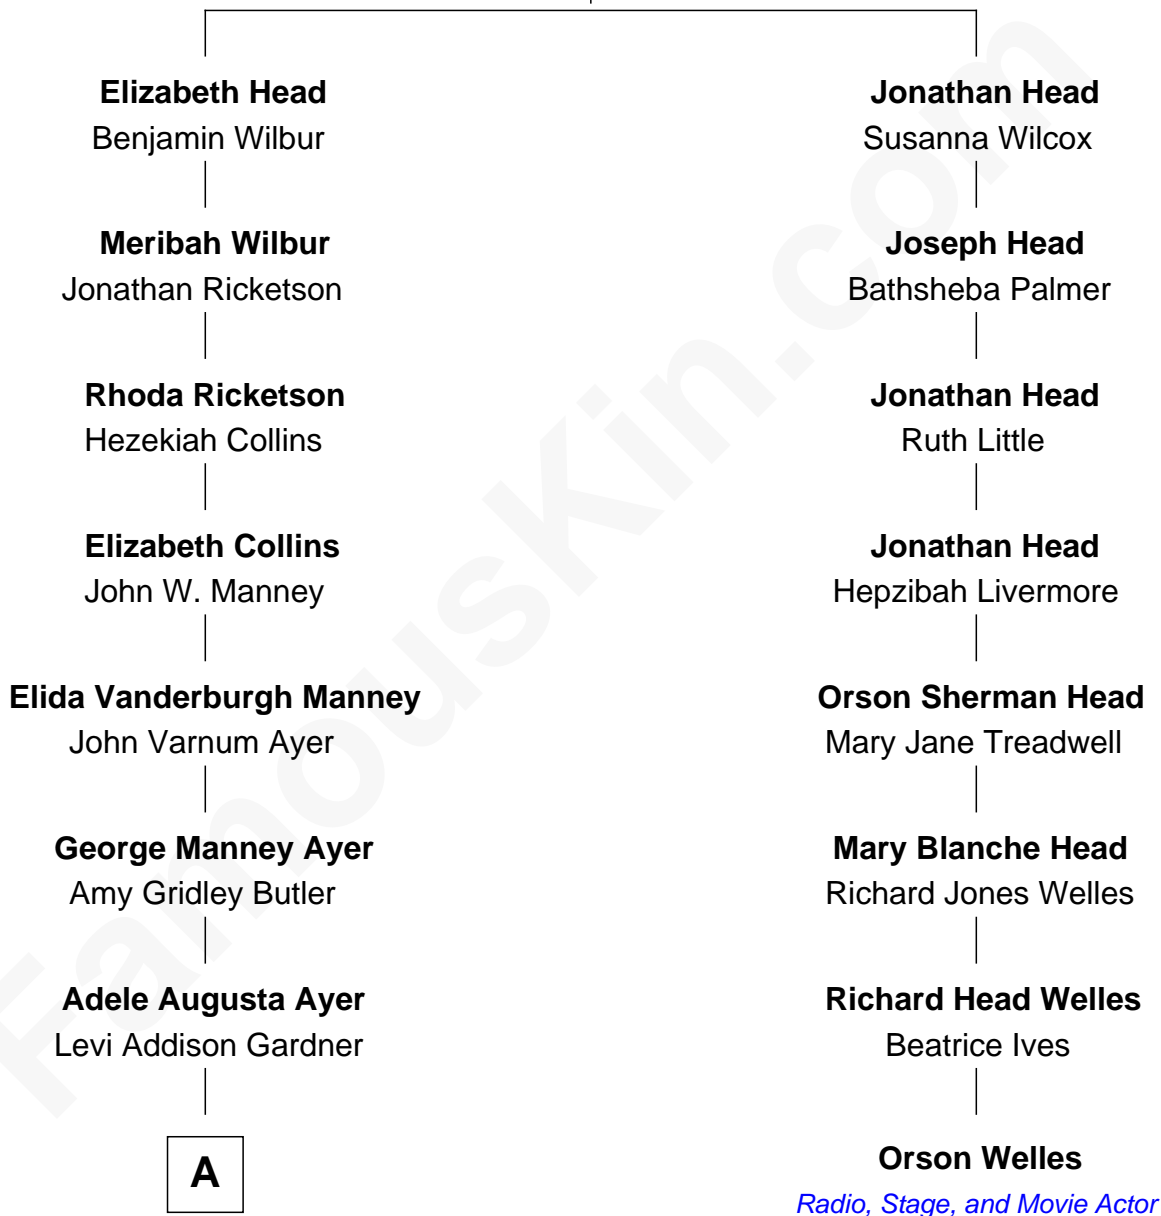 Elizabeth Head
Benjamin Wilbur
Meribah Wilbur
Jonathan Ricketson
Rhoda Ricketson
Hezekiah Collins
Elizabeth Collins
John W. Manney
Elida Vanderburgh Manney
John Varnum Ayer
George Manney Ayer
Amy Gridley Butler
Adele Augusta Ayer
Levi Addison Gardner
A
Jonathan Head
Susanna Wilcox
Joseph Head
Bathsheba Palmer
Jonathan Head
Ruth Little
Jonathan Head
Hepzibah Livermore
Orson Sherman Head
Mary Jane Treadwell
Mary Blanche Head
Richard Jones Welles
Richard Head Welles
Beatrice Ives
Orson Welles
Radio, Stage, and Movie Actor
FamousKin.com